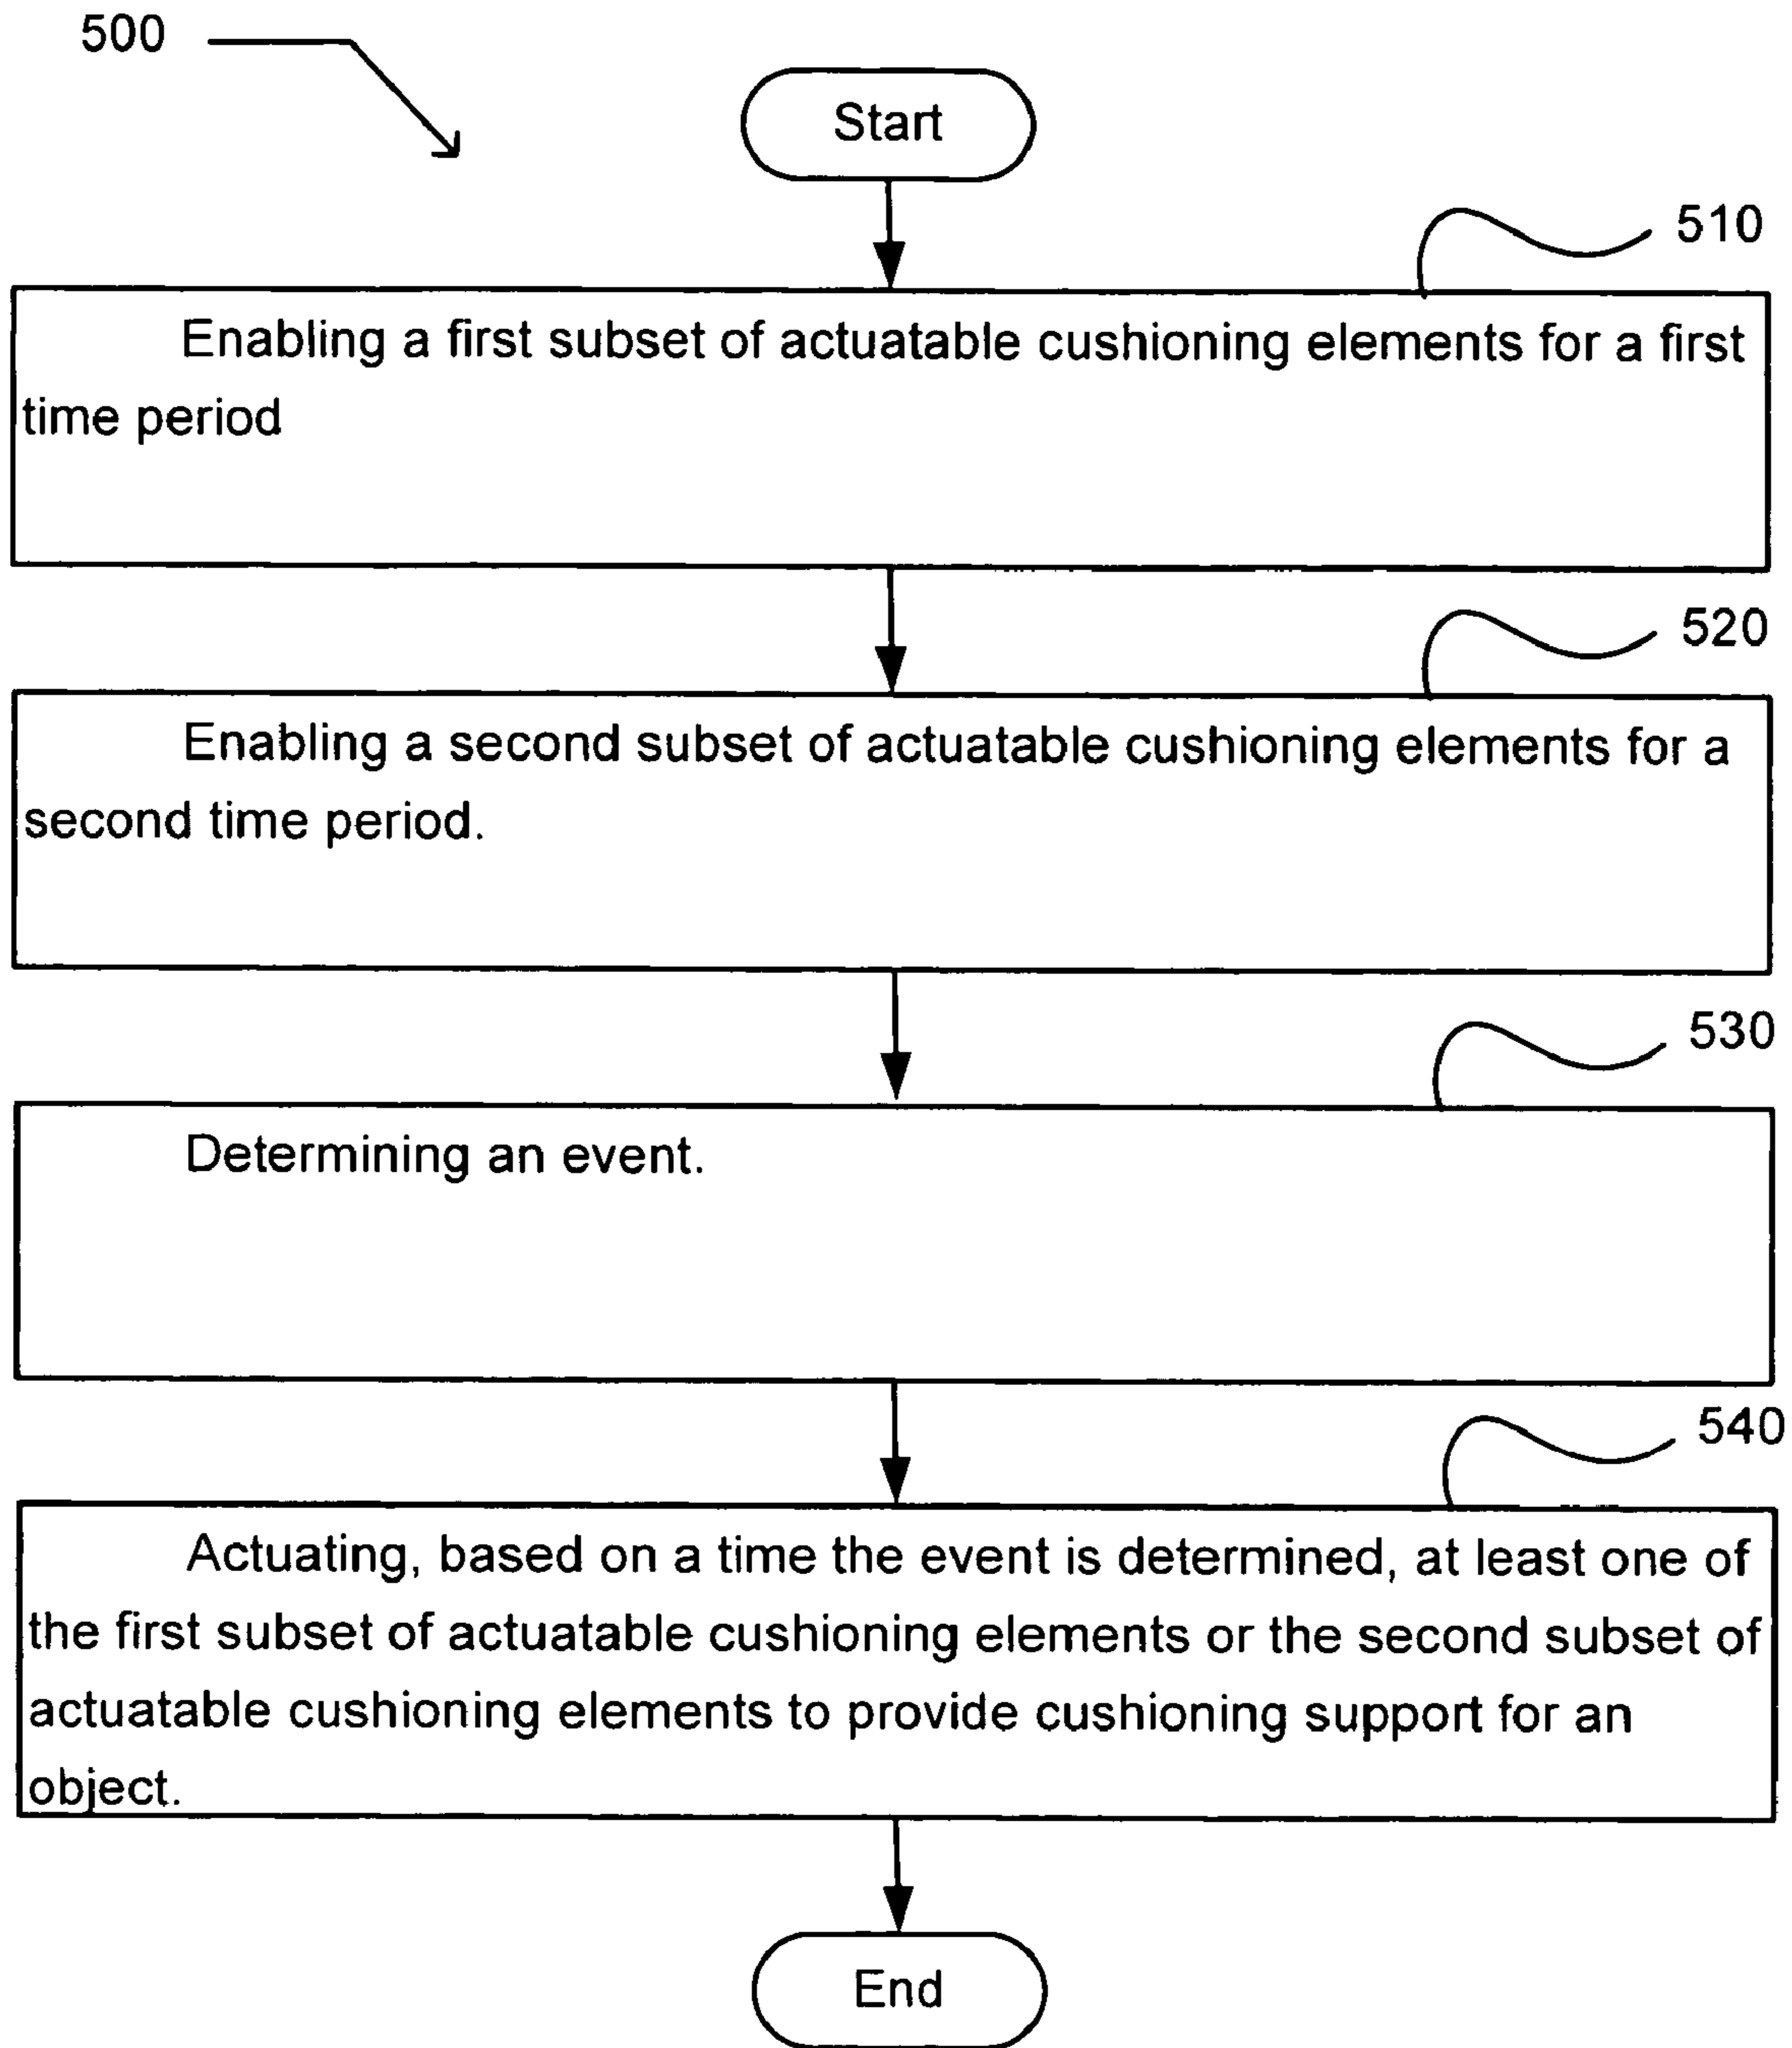 500
Start
510
Enabling a first subset of actuatable cushioning elements for a first
time period
520
Enabling a second subset of actuatable cushioning elements for a
second time period.
530
Determining an event.
540
Actuating, based on a time the event is determined, at least one of
the first subset of actuatable cushioning elements or the second subset of
actuatable cushioning elements to provide cushioning support for an
object.
End